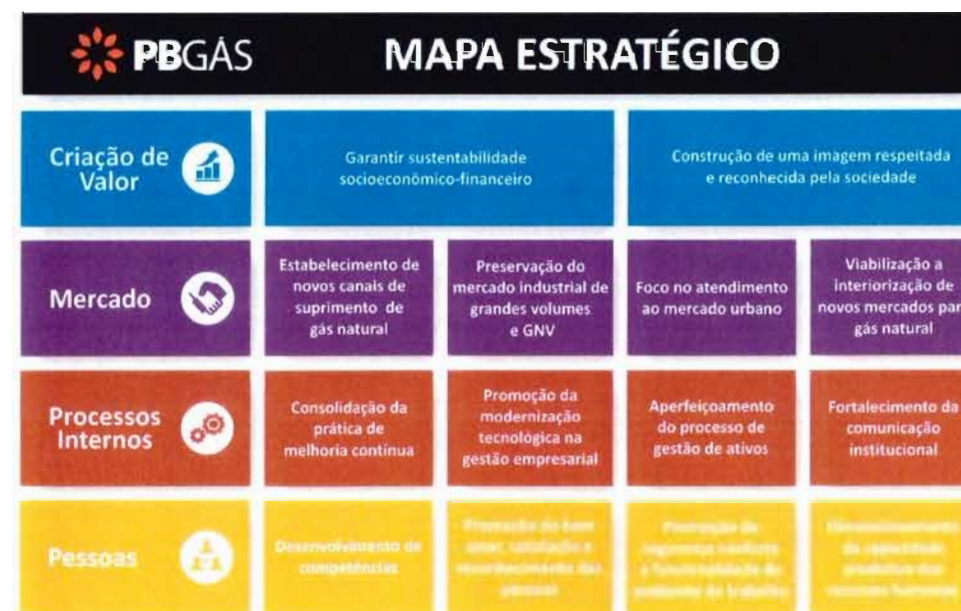 PBGÁS
MAPA ESTRATÉGICO
Criação de
Valor
Garantir sustentabilidade
socioeconômico-financeiro
Construção de uma imagem respeitada
e reconhecida pela sociedade
Mercado
Estabelecimento de
novos canais de
suprimento de
gás natural
Preservação do
mercado industrial de
grandes volumes
e GNV
Foco no atendimento
ao mercado urbano
Viabilização a
interiorização de
novos mercados par
gás natural
Processos
Internos
Consolidação da
prática de
melhoria contínua
Promoção da
modernização
tecnológica na
gestão empresarial
Aperfeiçoamento
do processo de
gestão de ativos
Fortalecimento da
comunicação
institucional
Pessoas
Desenvolvimento de
competências